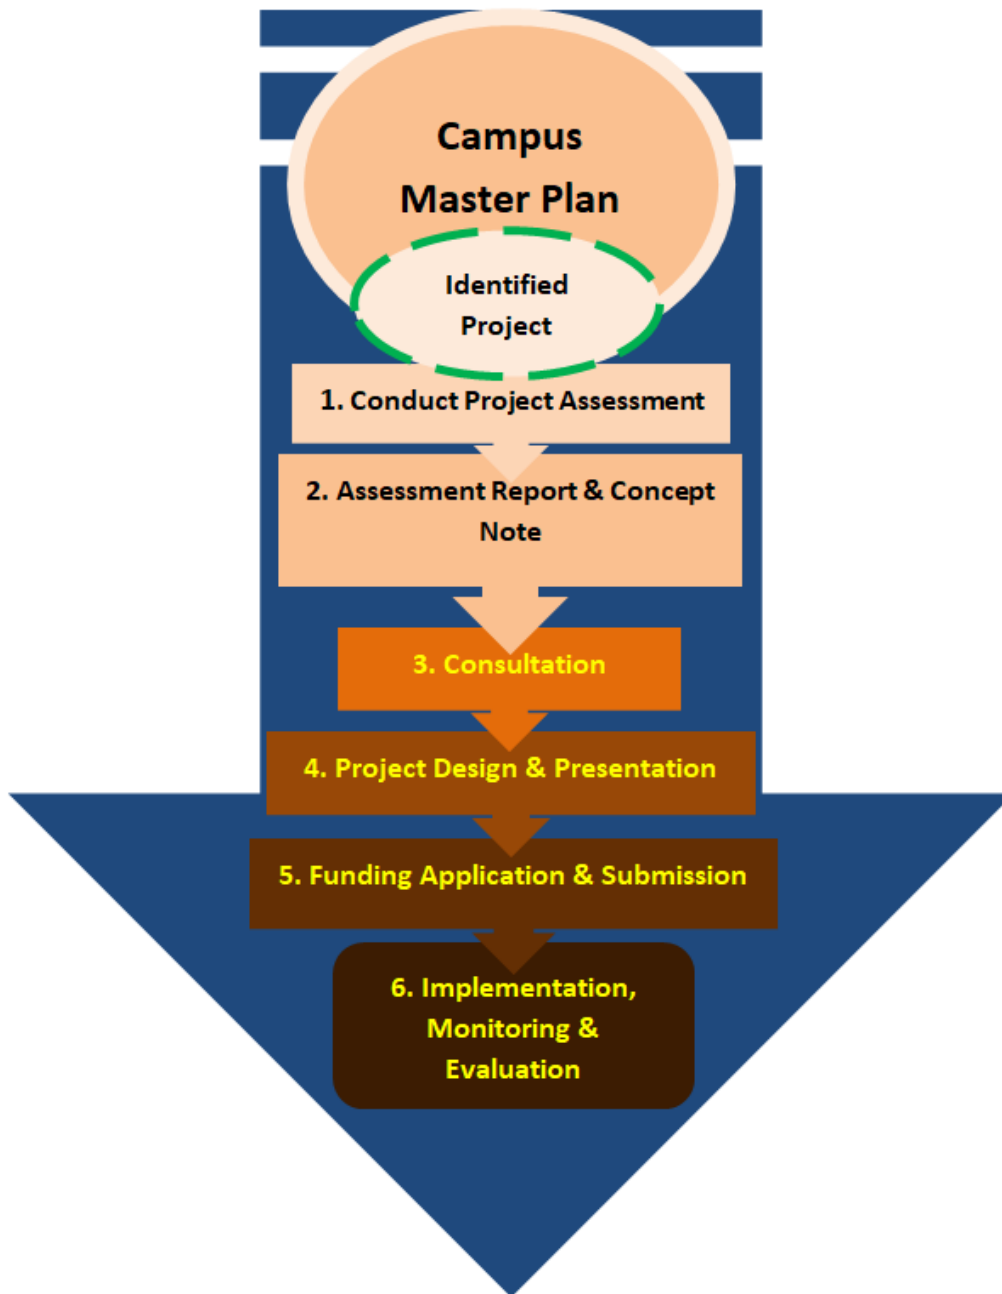 Campus
Master Plan
Identified
Project
1. Conduct Project Assessment
2. Assessment Report & Concept
Note
3. Consultation
4. Project Design & Presentation
5. Funding Application & Submission
6. Implementation,
Monitoring &
Evaluation